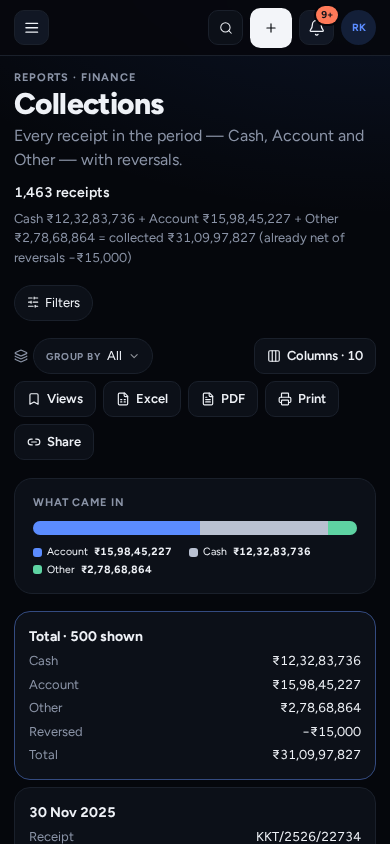 9+
RK
REPORTS · FINANCE
Collections
Every receipt in the period — Cash, Account and
Other — with reversals.
1,463 receipts
Cash ₹12,32,83,736 + Account ₹15,98,45,227 + Other
₹2,78,68,864 = collected ₹31,09,97,827 (already net of
reversals −₹15,000)
Filters
GROUP BY All
Columns · 10
Views
Excel
PDF
Print
Share
WHAT CAME IN
Account ₹15,98,45,227
Cash ₹12,32,83,736
Other ₹2,78,68,864
Total · 500 shown
Cash ₹12,32,83,736
Account ₹15,98,45,227
Other ₹2,78,68,864
Reversed −₹15,000
Total ₹31,09,97,827
30 Nov 2025
Receipt KKT/2526/22734